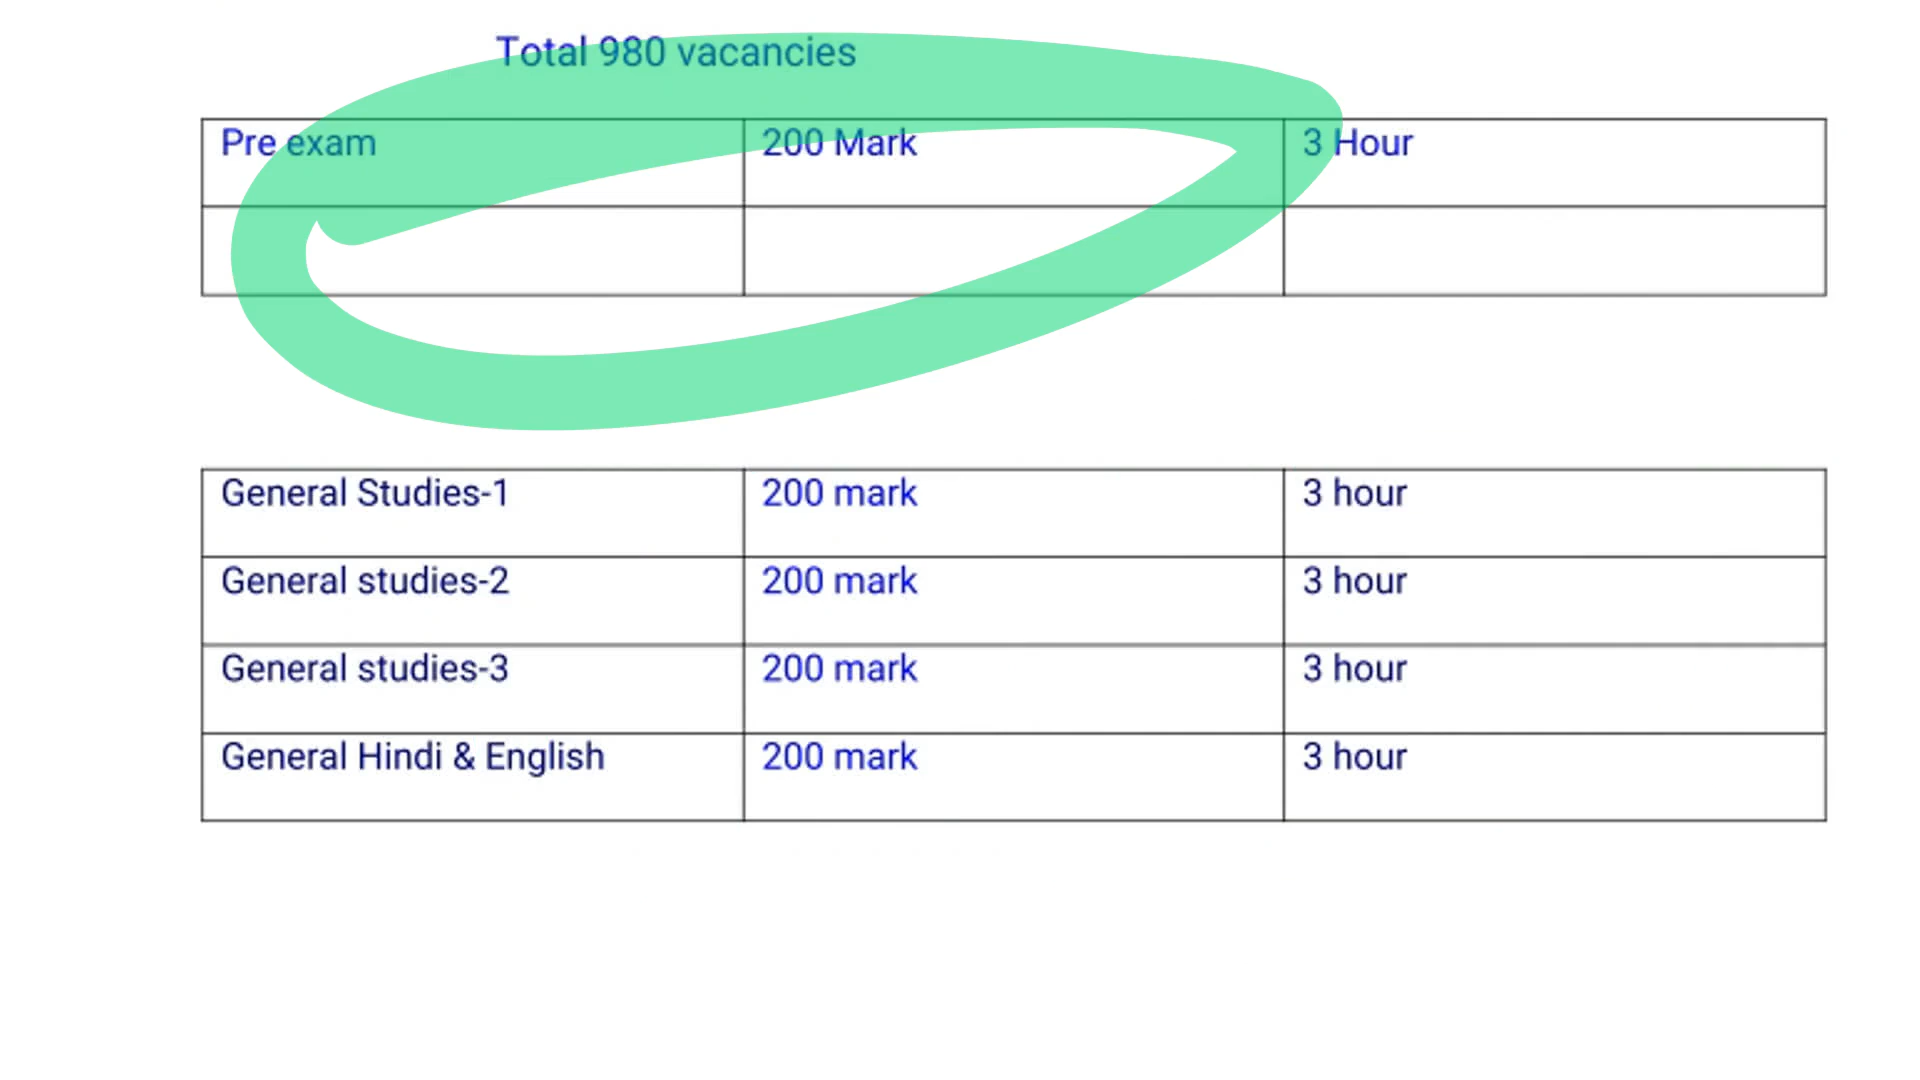 Total 980 vacancies
Pre exam 200 Mark 3 Hour
General Studies-1 200 mark 3 hour
General studies-2 200 mark 3 hour
General studies-3 200 mark 3 hour
General Hindi & English 200 mark 3 hour